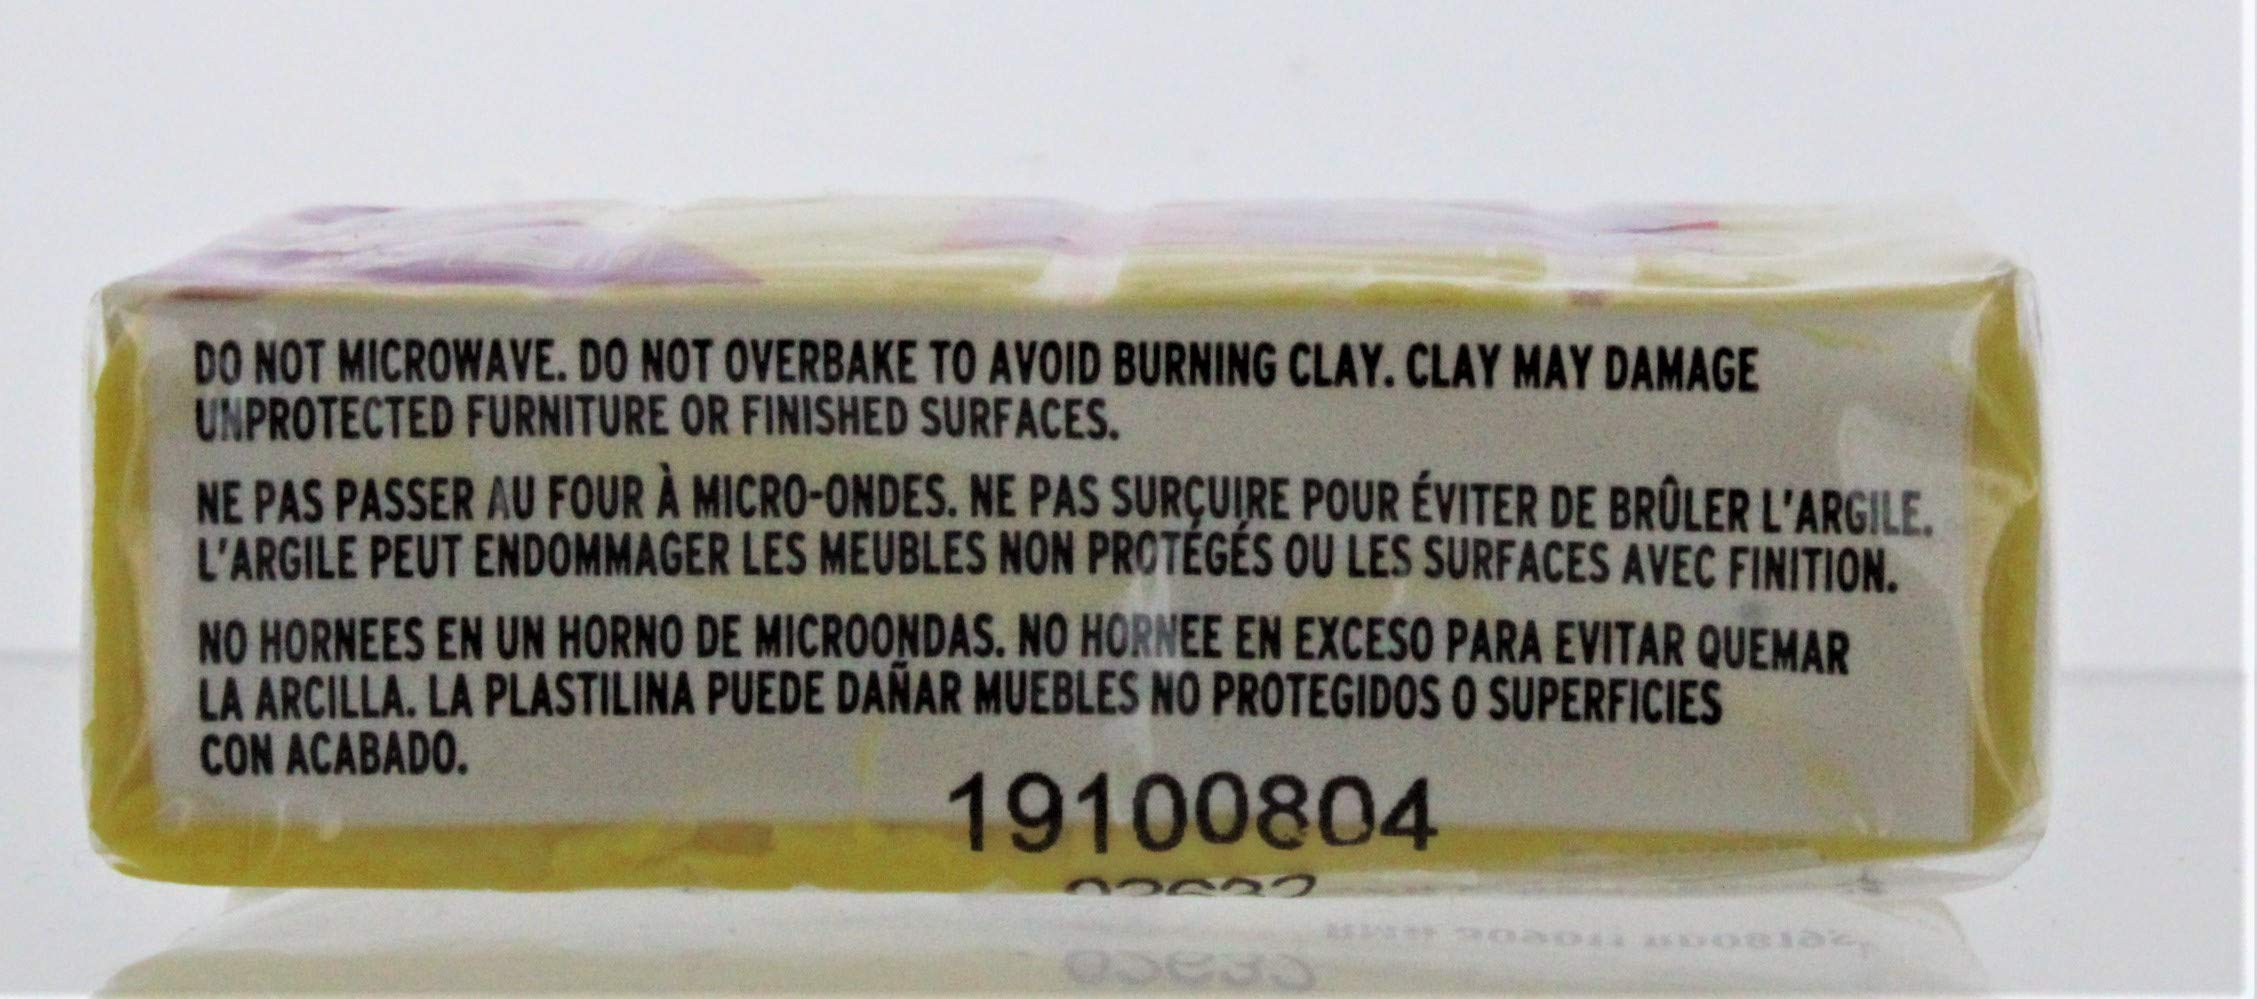 DO NOT MICROWAVE. DO NOT OVERBAKE TO AVOID BURNING CLAY. CLAY MAY DAMAGE
UNPROTECTED FURNITURE OR FINISHED SURFACES.
NE PAS PASSER AU FOUR À MICRO-ONDES. NE PAS SURÇUIRE POUR ÉVITER DE BRÛLER L'ARGILE.
L'ARGILE PEUT ENDOMMAGER LES MEUBLES NON PROTÉGÉS OU LES SURFACES AVEC FINITION.
NO HORNEES EN UN HORNO DE MICROONDAS. NO HORNEE EN EXCESO PARA EVITAR QUEMAR
LA ARCILLA. LA PLASTILINA PUEDE DAÑAR MUEBLES NO PROTEGIDOS O SUPERFICIES
CON ACABADO.
19100804